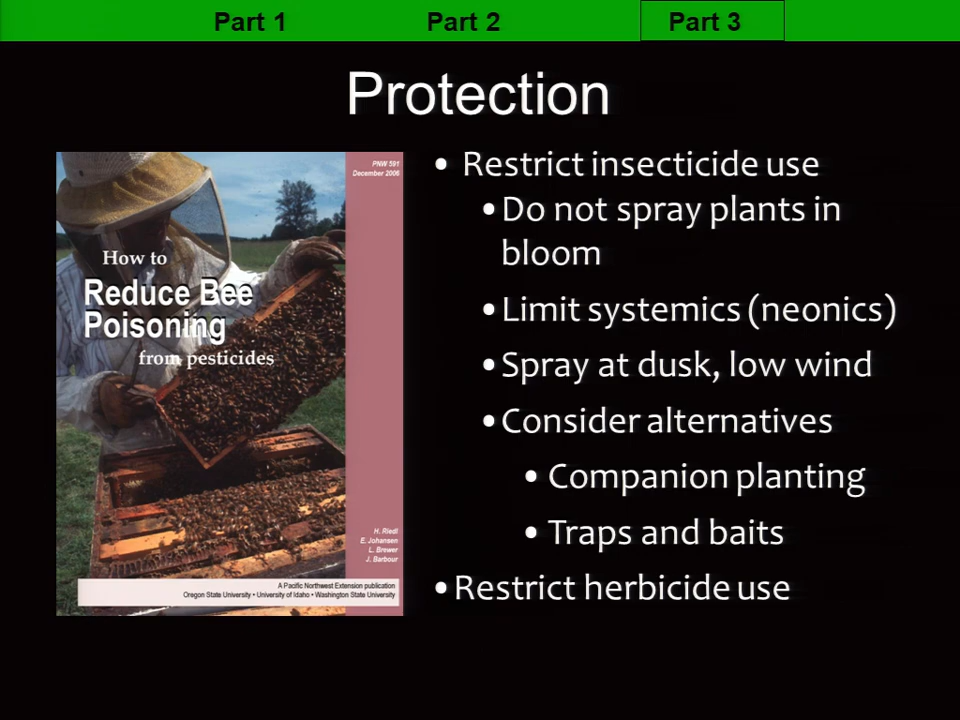 Part 1 Part 2 Part 3
Protection
PNW 591
December 2006
How to
Reduce Bee
Poisoning
from pesticides
H. Riedl
E. Johansen
L. Brewer
J. Barbour
A Pacific Northwest Extension publication
Oregon State University • University of Idaho • Washington State University
• Restrict insecticide use
•Do not spray plants in
bloom
•Limit systemics (neonics)
•Spray at dusk, low wind
•Consider alternatives
• Companion planting
• Traps and baits
•Restrict herbicide use